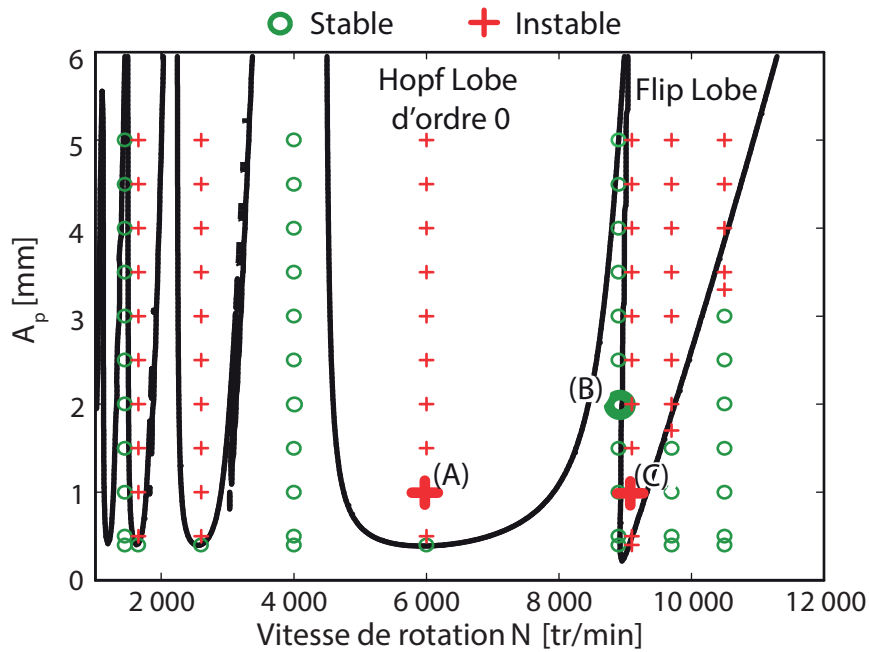 Stable Instable
Hopf Lobe
d'ordre 0
Flip Lobe
6
5
4
3
2
1
0
A_p [mm]
(B)
(A)
(C)
2 000 4 000 6 000 8 000 10 000 12 000
Vitesse de rotation N [tr/min]